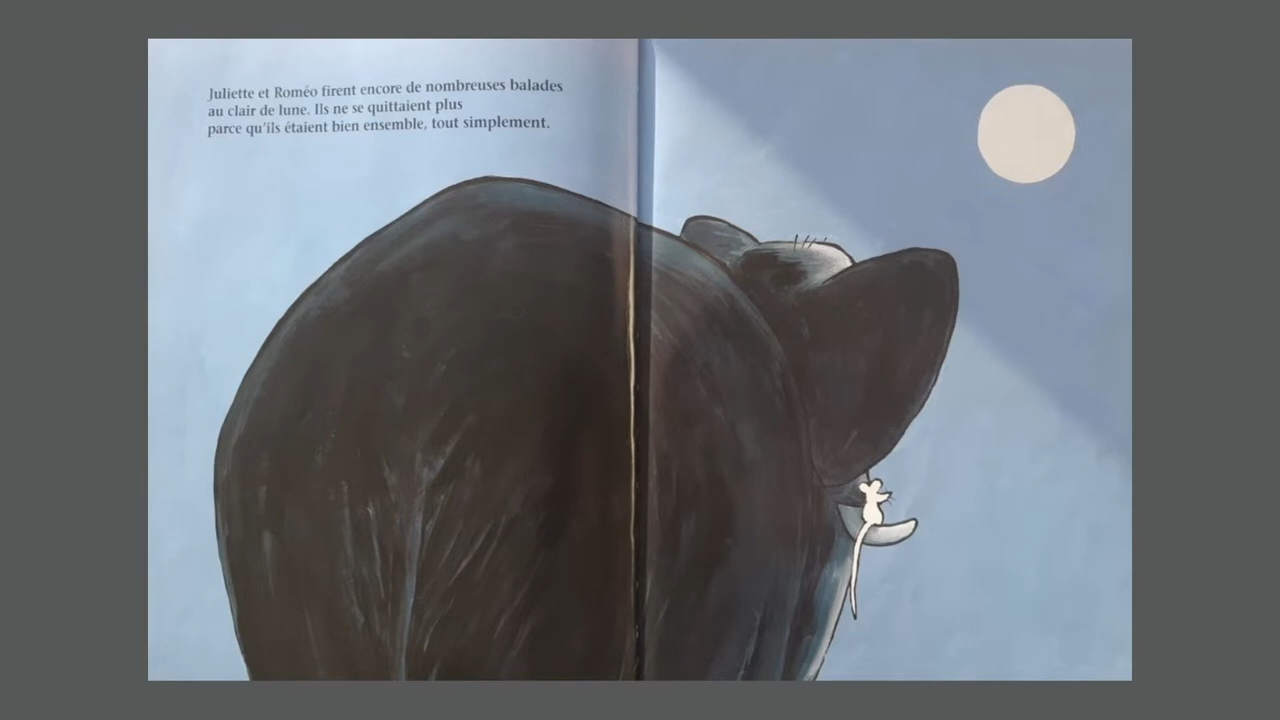 Juliette et Roméo firent encore de nombreuses balades
au clair de lune. Ils ne se quittaient plus
parce qu'ils étaient bien ensemble, tout simplement.